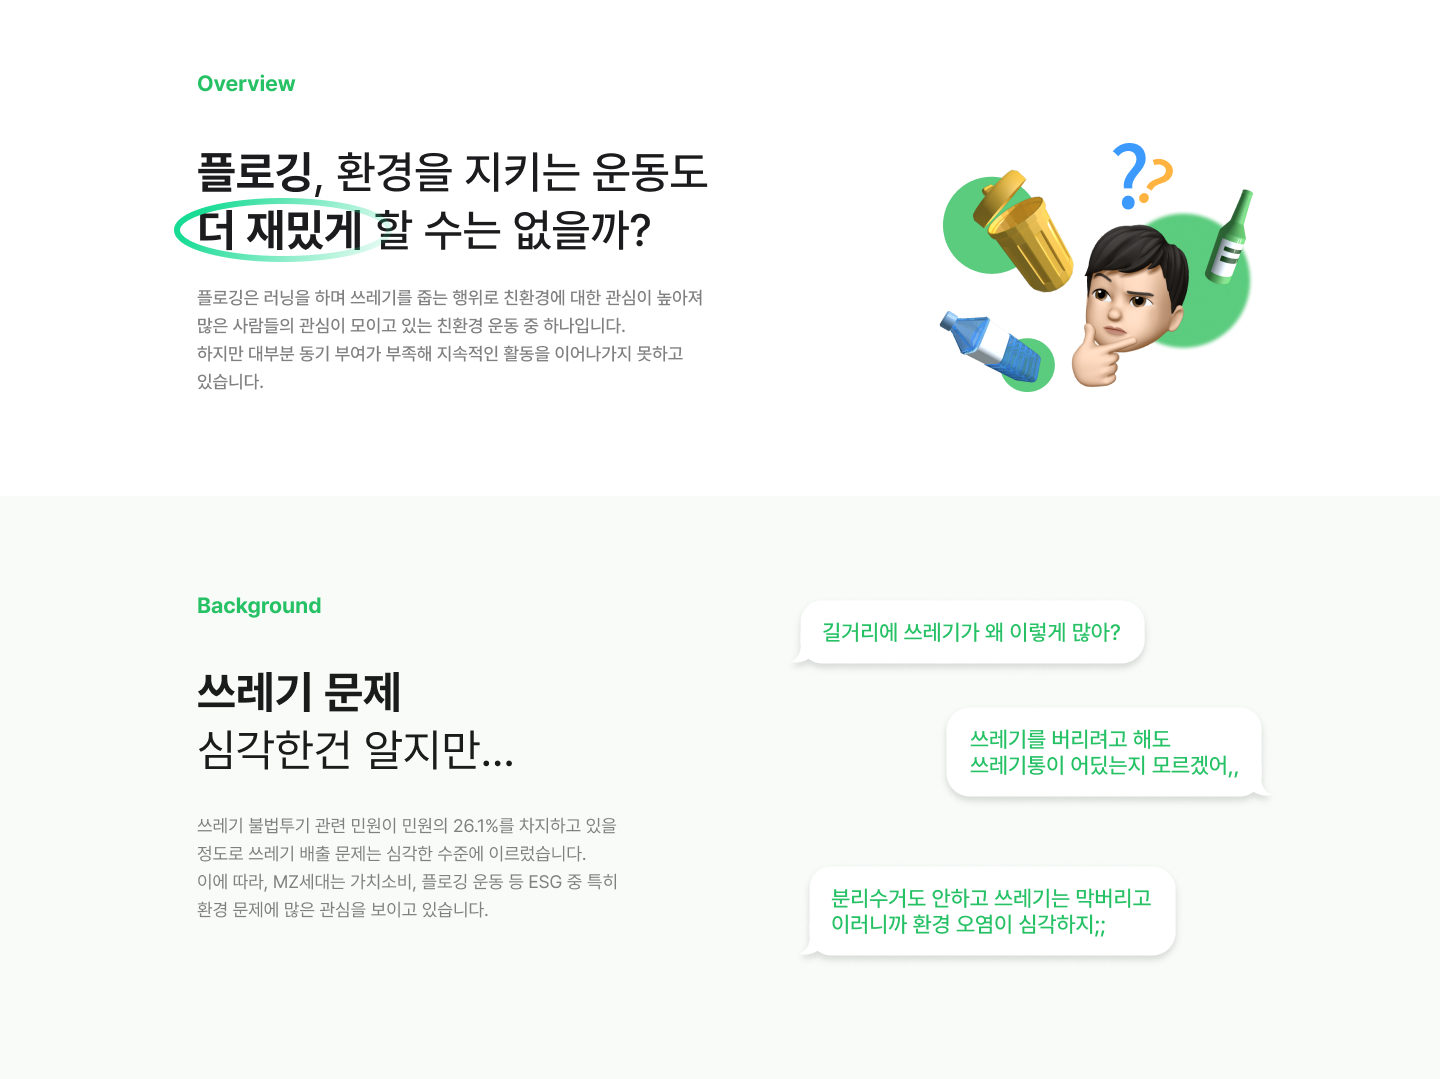 Overview
플로깅, 환경을 지키는 운동도
더 재밌게 할 수는 없을까?
플로깅은 러닝을 하며 쓰레기를 줍는 행위로 친환경에 대한 관심이 높아져
많은 사람들의 관심이 모이고 있는 친환경 운동 중 하나입니다.
하지만 대부분 동기 부여가 부족해 지속적인 활동을 이어나가지 못하고
있습니다.
??
Background
쓰레기 문제
심각한건 알지만...
쓰레기 불법투기 관련 민원이 민원의 26.1%를 차지하고 있을
정도로 쓰레기 배출 문제는 심각한 수준에 이르렀습니다.
이에 따라, MZ세대는 가치소비, 플로깅 운동 등 ESG 중 특히
환경 문제에 많은 관심을 보이고 있습니다.
길거리에 쓰레기가 왜 이렇게 많아?
쓰레기를 버리려고 해도
쓰레기통이 어딨는지 모르겠어,,
분리수거도 안하고 쓰레기는 막버리고
이러니까 환경 오염이 심각하지;;